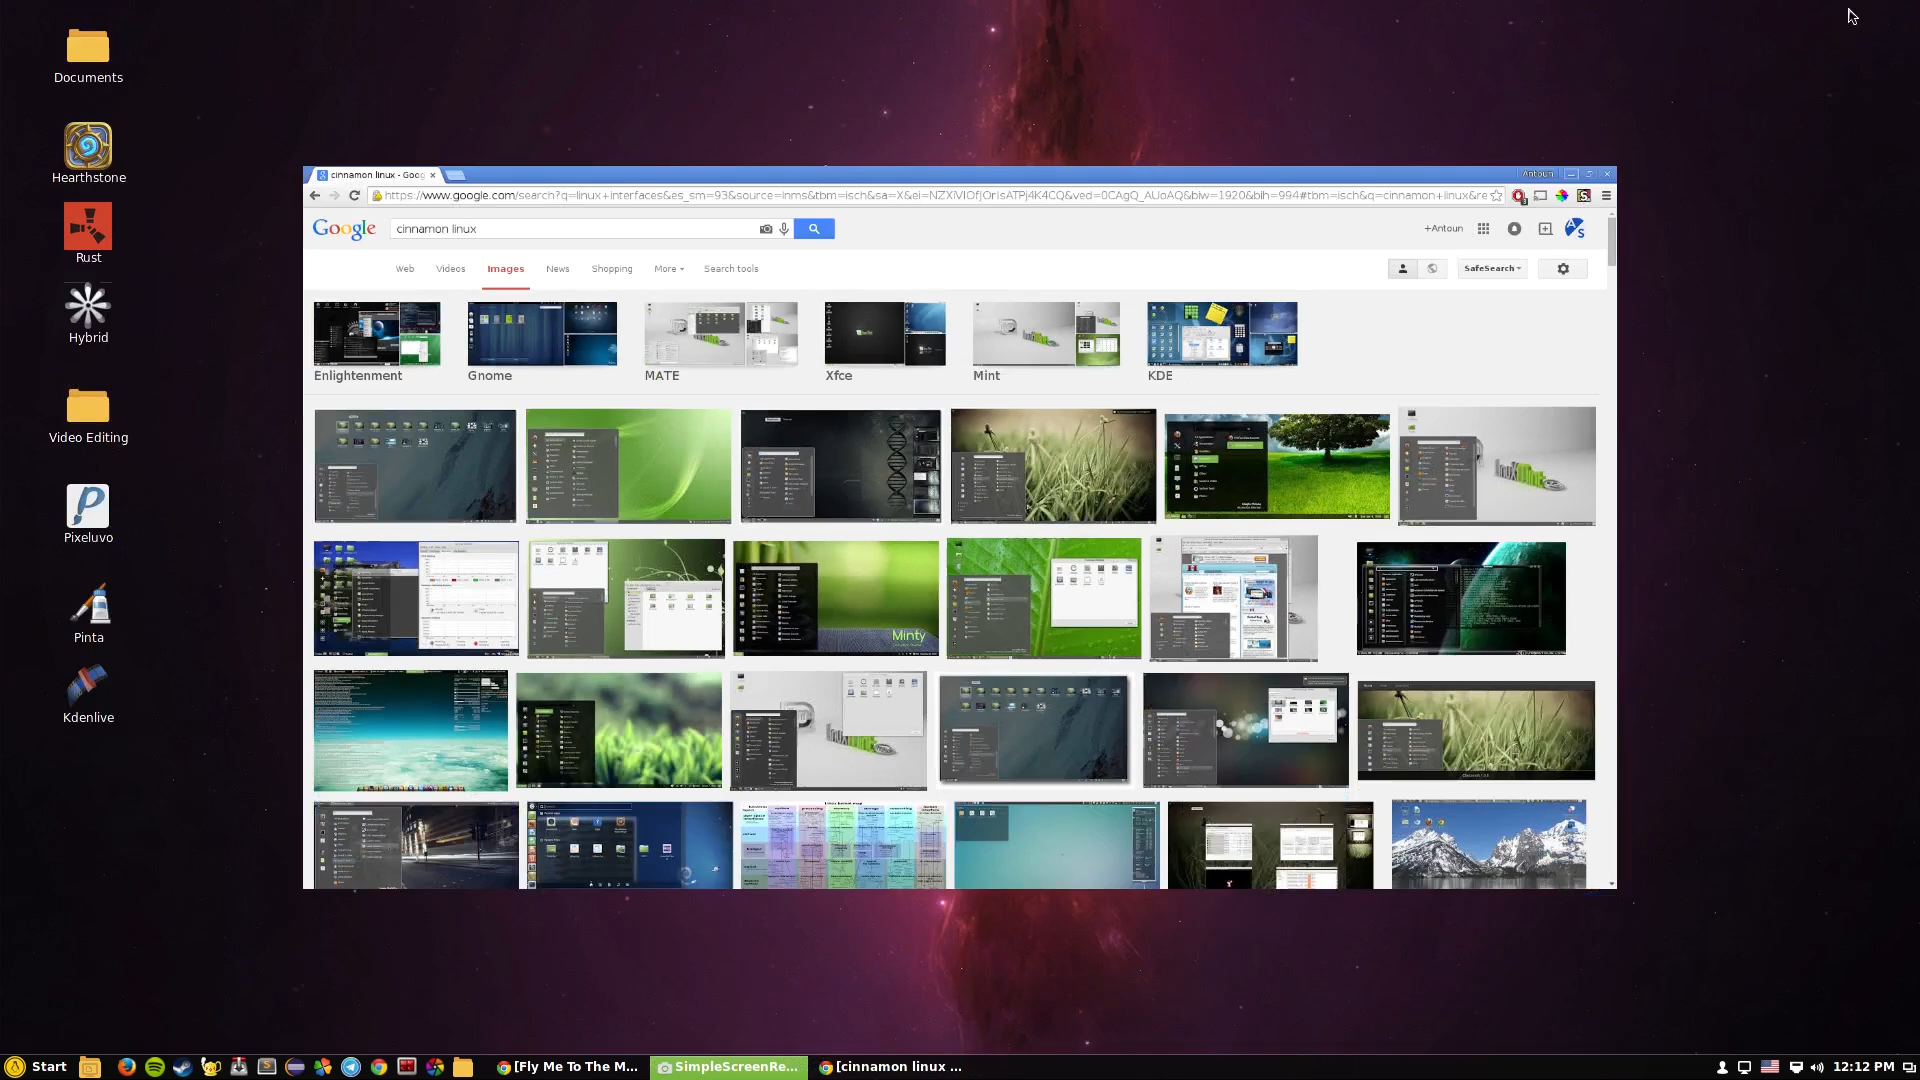 Documents
Hearthstone
Rust
Hybrid
Video Editing
Pixeluvo
Pinta
Kdenlive
cinnamon linux - Goog
Antoun
https://www.google.com/search?q=linux+interfaces&es_sm=93&source=lnms&tbm=isch&sa=X&ei=NZXiVIOfJOrIsATPj4K4CQ&ved=0CAgQ_AUoAQ&biw=1920&bih=994#tbm=isch&q=cinnamon+linux&re
Google
cinnamon linux
+Antoun
Web Videos Images News Shopping More Search tools
SafeSearch
Enlightenment Gnome MATE Xfce Mint KDE
Minty
Start
[Fly Me To The M...
SimpleScreenRe...
[cinnamon linux ...
12:12 PM